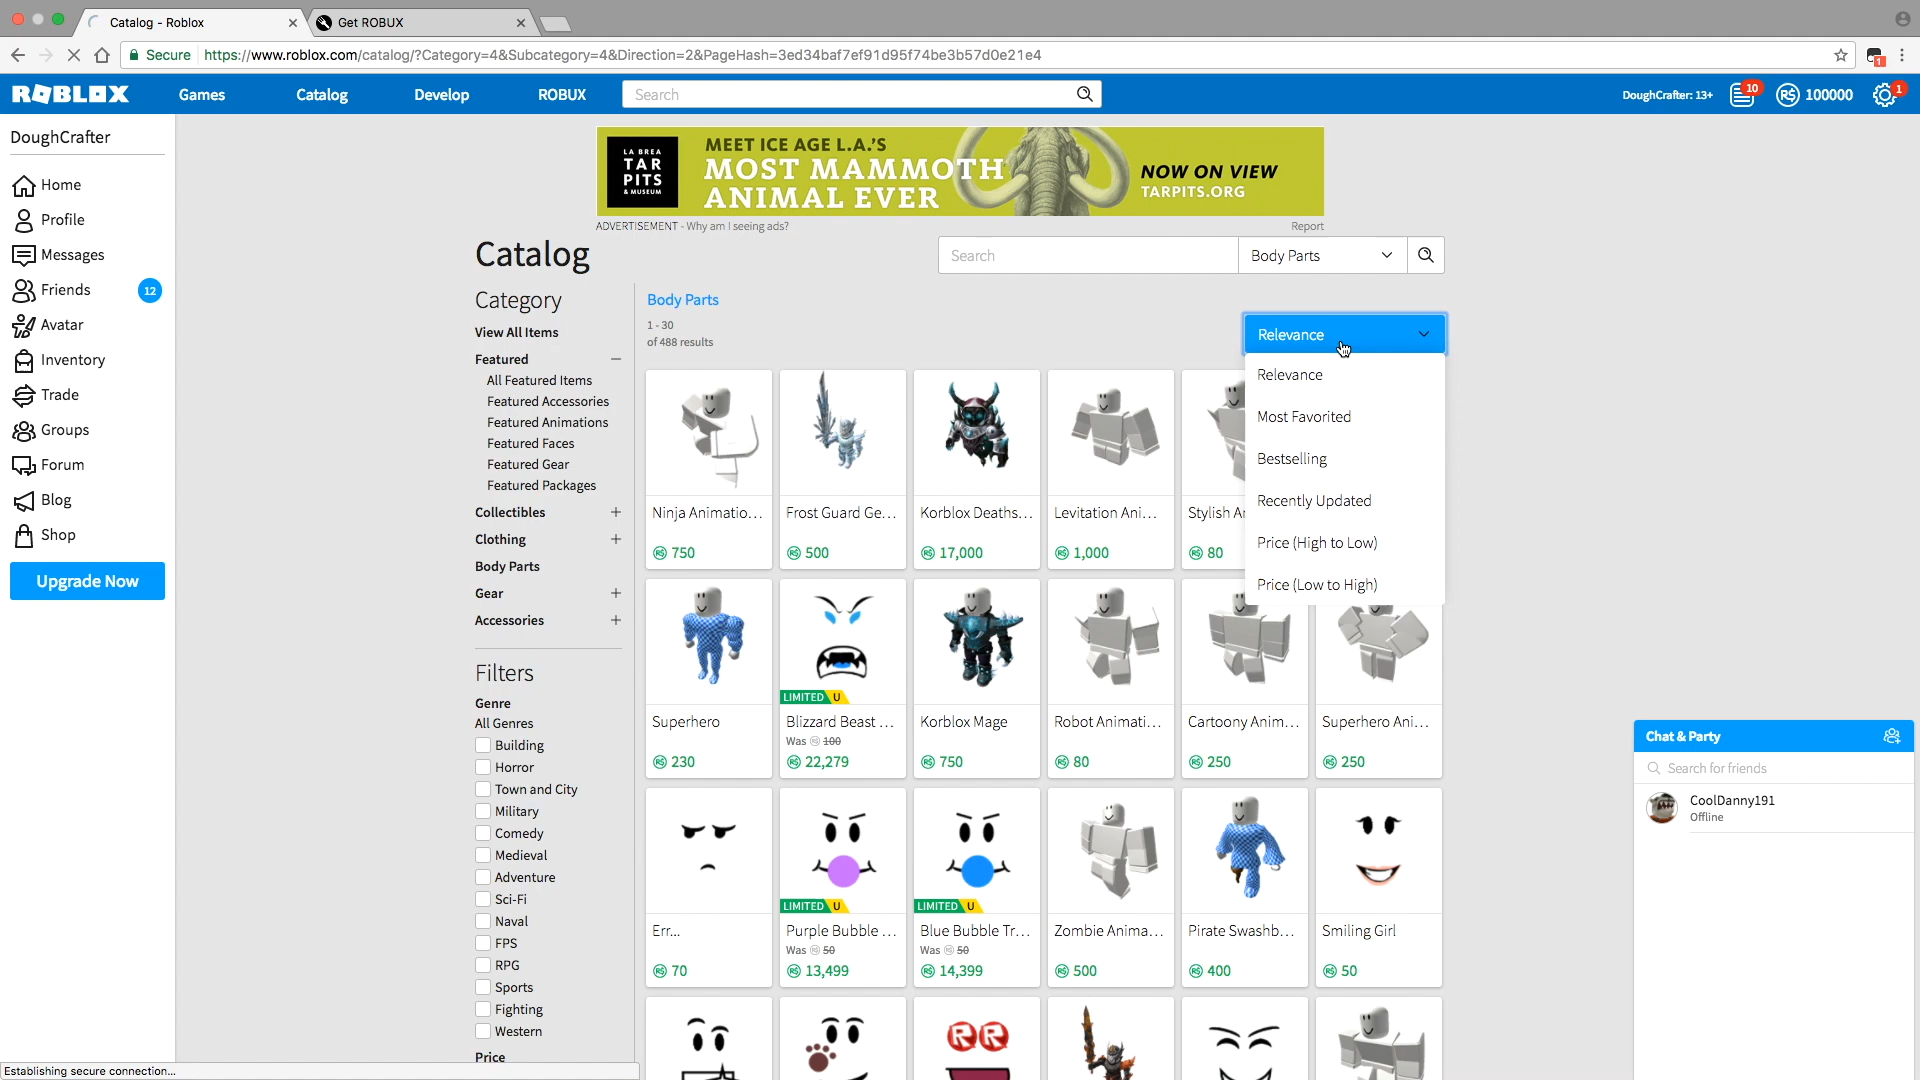 Catalog - Roblox
Get ROBUX
Secure
https://www.roblox.com/catalog/?Category=4&Subcategory=4&Direction=2&PageHash=3ed34baf7ef91d95f74be3b57d0e21e4
1
ROBLOX
Games
Catalog
Develop
ROBUX
Search
DoughCrafter: 13+
10
R$ 100000
1
DoughCrafter
Home
Profile
Messages
Friends
12
Avatar
Inventory
Trade
Groups
Forum
Blog
Shop
Upgrade Now
LA BREA
TAR
PITS
& MUSEUM
MEET ICE AGE L.A.'S
MOST MAMMOTH
ANIMAL EVER
NOW ON VIEW
TARPITS.ORG
ADVERTISEMENT - Why am I seeing ads?
Report
Catalog
Search
Body Parts
Category
View All Items
Featured
All Featured Items
Featured Accessories
Featured Animations
Featured Faces
Featured Gear
Featured Packages
Collectibles
Clothing
Body Parts
Gear
Accessories
Filters
Genre
All Genres
Building
Horror
Town and City
Military
Comedy
Medieval
Adventure
Sci-Fi
Naval
FPS
RPG
Sports
Fighting
Western
Price
Body Parts
1 - 30
of 488 results
Relevance
Relevance
Most Favorited
Bestselling
Recently Updated
Price (High to Low)
Price (Low to High)
Ninja Animatio...
R$ 750
Frost Guard Ge...
R$ 500
Korblox Deaths...
R$ 17,000
Levitation Ani...
R$ 1,000
Stylish An
R$ 80
Superhero
R$ 230
LIMITED U
Blizzard Beast ...
Was R$ 100
R$ 22,279
Korblox Mage
R$ 750
Robot Animati...
R$ 80
Cartoony Anim...
R$ 250
Superhero Ani...
R$ 250
Err...
R$ 70
LIMITED U
Purple Bubble ...
Was R$ 50
R$ 13,499
LIMITED U
Blue Bubble Tr...
Was R$ 50
R$ 14,399
Zombie Anima...
R$ 500
Pirate Swashb...
R$ 400
Smiling Girl
R$ 50
R R
Chat & Party
Search for friends
CoolDanny191
Offline
Establishing secure connection...